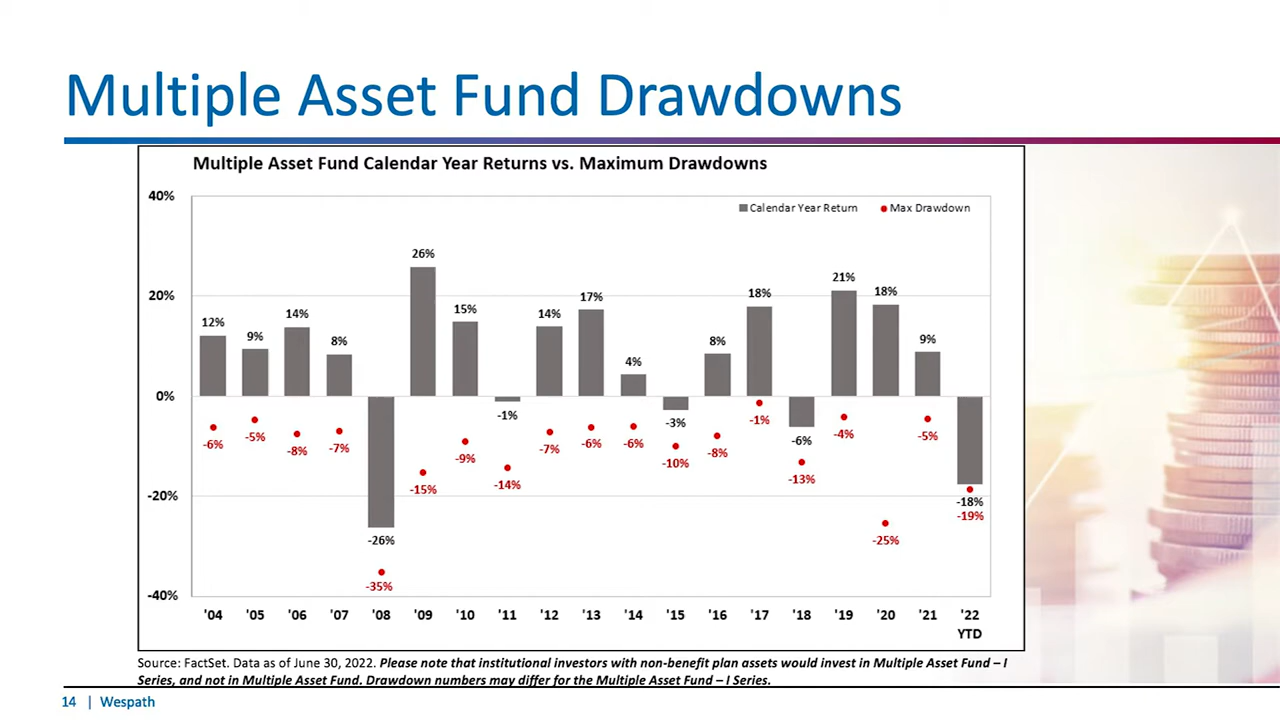 Multiple Asset Fund Drawdowns
Multiple Asset Fund Calendar Year Returns vs. Maximum Drawdowns
Calendar Year Return Max Drawdown
40%
20%
0%
-20%
-40%
12% 9% 14% 8% -26% 26% 15% -1% 14% 17% 4% -3% 8% 18% -6% 21% 18% 9% -18%
-6% -5% -8% -7% -35% -15% -9% -14% -7% -6% -6% -10% -8% -1% -13% -4% -25% -5% -19%
'04 '05 '06 '07 '08 '09 '10 '11 '12 '13 '14 '15 '16 '17 '18 '19 '20 '21 '22
YTD
Source: FactSet. Data as of June 30, 2022. Please note that institutional investors with non-benefit plan assets would invest in Multiple Asset Fund – I
Series, and not in Multiple Asset Fund. Drawdown numbers may differ for the Multiple Asset Fund – I Series.
14 | Wespath